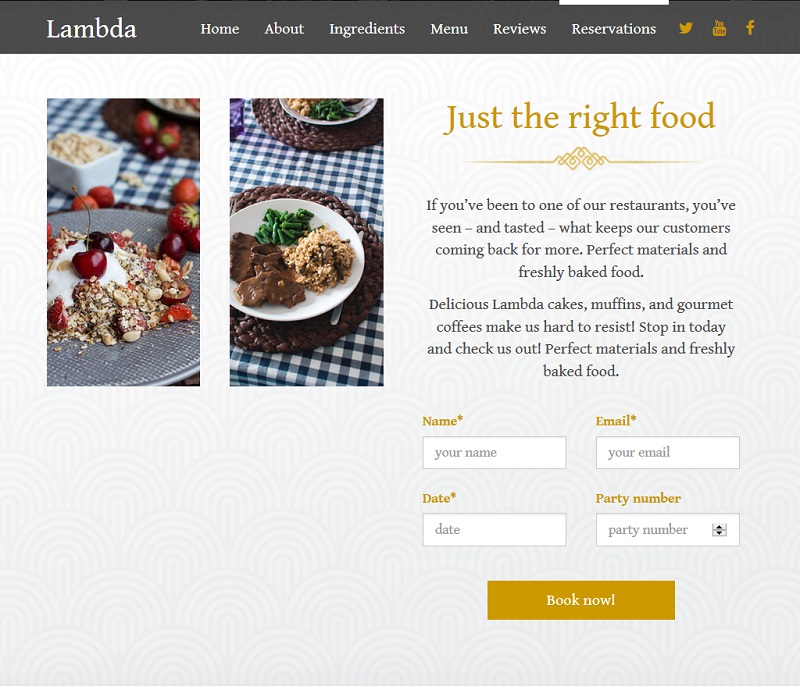 Lambda Home About Ingredients Menu Reviews Reservations
Just the right food
If you’ve been to one of our restaurants, you’ve
seen – and tasted – what keeps our customers
coming back for more. Perfect materials and
freshly baked food.
Delicious Lambda cakes, muffins, and gourmet
coffees make us hard to resist! Stop in today
and check us out! Perfect materials and freshly
baked food.
Name* Email*
your name your email
Date* Party number
date party number
Book now!